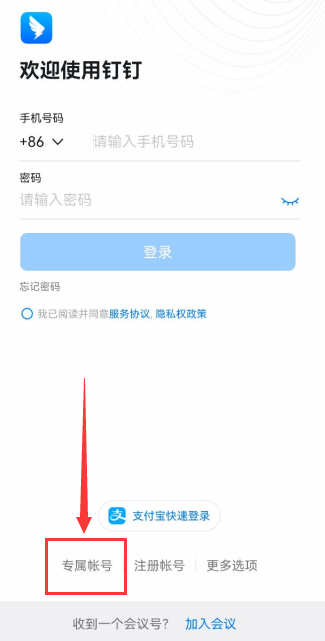 欢迎使用钉钉
手机号码
+86 请输入手机号码
密码
请输入密码
登录
忘记密码
我已阅读并同意服务协议, 隐私权政策
支付宝快速登录
专属帐号 注册帐号 更多选项
收到一个会议号? 加入会议